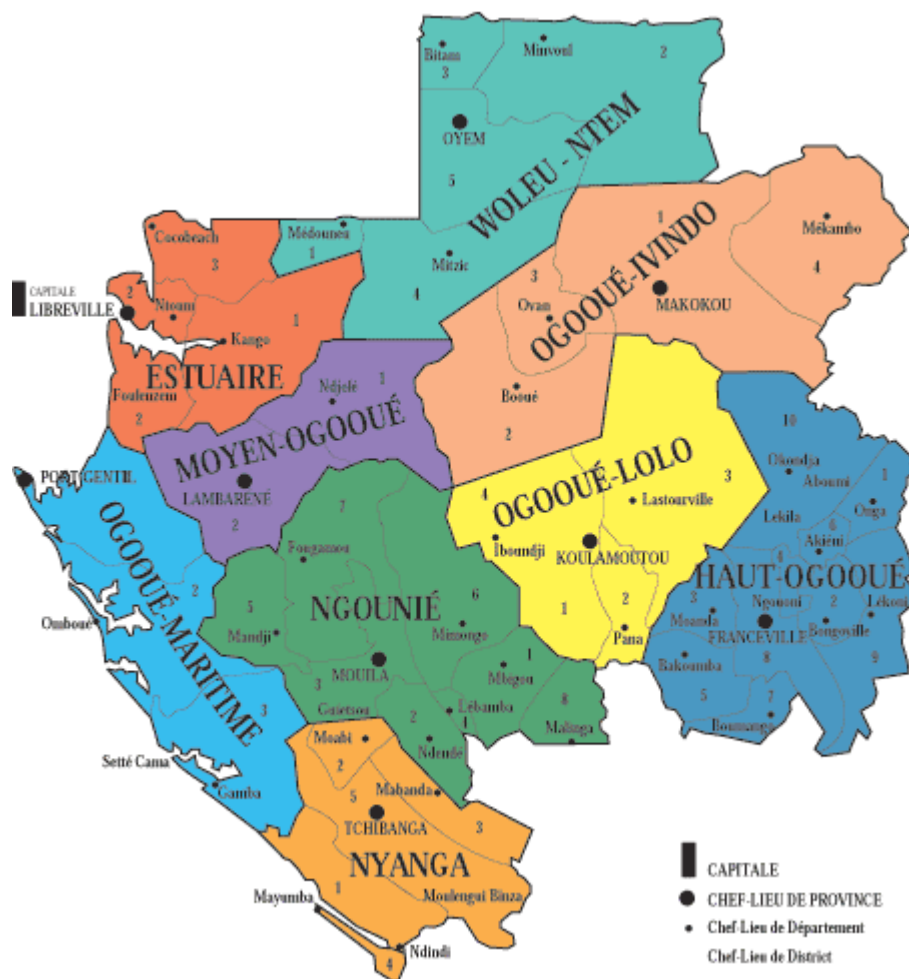 Bitam
3
Minvoul
2
OYEM
5
WOLEU - NTEM
Médouneu
1
Mitzic
4
Cocobeach
3
CAPITALE
LIBREVILLE
2
Ntoum
1
Kango
ESTUAIRE
Fouleuzem
2
1
Mékambo
4
3
Ovan
MAKOKOU
OGOOUÉ-IVINDO
Booué
2
Ndjolé
1
MOYEN-OGOOUÉ
LAMBARENÉ
2
PORT-GENTIL
OGOOUÉ-MARITIME
2
Omboué
3
Setté Cama
Gamba
7
Fougamou
NGOUNIÉ
5
Mandji
6
Mimongo
MOUILA
3
Guietsou
1
Mbigou
Lébamba
4
2
Ndendé
8
Malinga
4
OGOOUÉ-LOLO
3
Lastourville
Iboundji
KOULAMOUTOU
1
2
Pana
10
Okondja
Aboumi
1
Onga
Lekila
6
Akiéni
4
HAUT-OGOOUÉ
3
Ngouoni
2
Lékoni
Moanda
FRANCEVILLE
Bongoville
Bakoumba
8
9
5
7
Boumango
Moabi
2
5
Mabanda
TCHIBANGA
3
NYANGA
1
Moulengui Binza
Mayumba
Ndindi
4
CAPITALE
CHEF-LIEU DE PROVINCE
Chef-Lieu de Département
Chef-Lieu de District